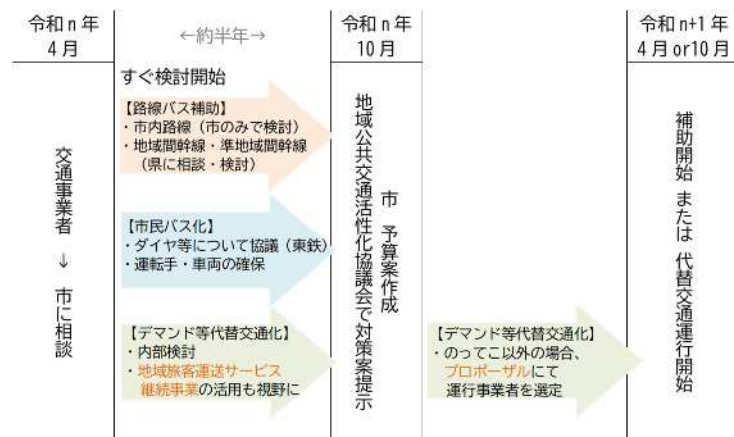 令和n年
4月
←約半年→
令和n年
10月
令和n+1年
4月or10月
交通事業者 → 市に相談
すぐ検討開始
【路線バス補助】
・市内路線（市のみで検討）
・地域間幹線・準地域間幹線
（県に相談・検討）
【市民バス化】
・ダイヤ等について協議（東鉄）
・運転手・車両の確保
【デマンド等代替交通化】
・内部検討
・地域旅客運送サービス
継続事業の活用も視野に
市 予算案作成
地域公共交通活性化協議会で対策案提示
【デマンド等代替交通化】
・のってこ以外の場合、
プロポーザルにて
運行事業者を選定
補助開始 または 代替交通運行開始